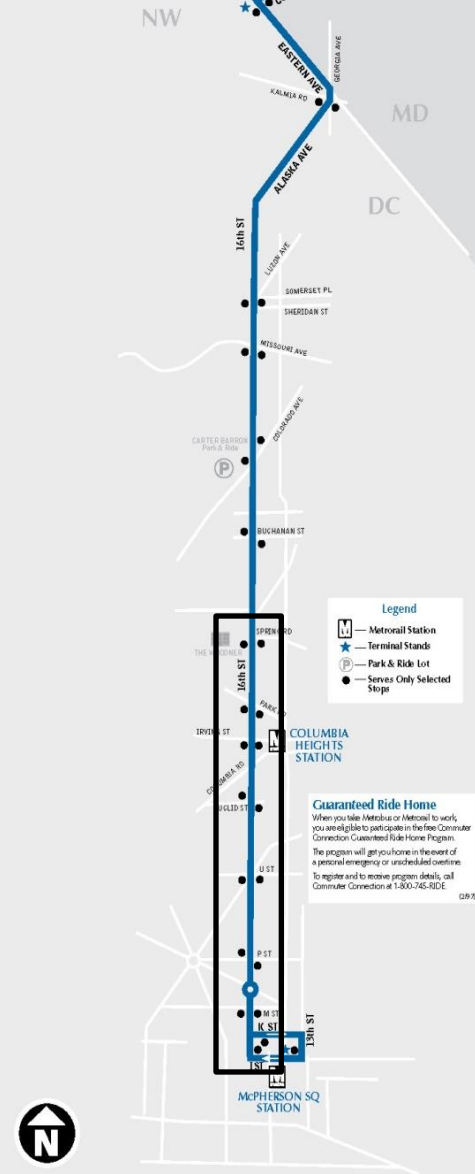 NW
EASTERN AVE
GEORGIA AVE
KALMIA RD
MD
ALASKA AVE
DC
16th ST
LUZON AVE
SOMERSET PL
SHERIDAN ST
MISSOURI AVE
COLORADO AVE
CARTER BARRON
Park & Ride
P
BUCHANAN ST
Legend
Metrorail Station
Terminal Stands
P — Park & Ride Lot
Serves Only Selected
Stops
SPRING RD
THE WOODNER
16th ST
PARK
IRVING ST
COLUMBIA
HEIGHTS
STATION
COLUMBIA RD
UCLID ST
Guaranteed Ride Home
When you take Metrobus or Metrorail to work,
you are eligible to participate in the free Commuter
Connection Guaranteed Ride Home Program.
The program will get you home in the event of
a personal emergency or unscheduled overtime.
To register and to receive program details, call
Commuter Connection at 1-800-745-RIDE.
U ST
P ST
M ST
K ST
13th ST
I ST
McPHERSON SQ
STATION
N